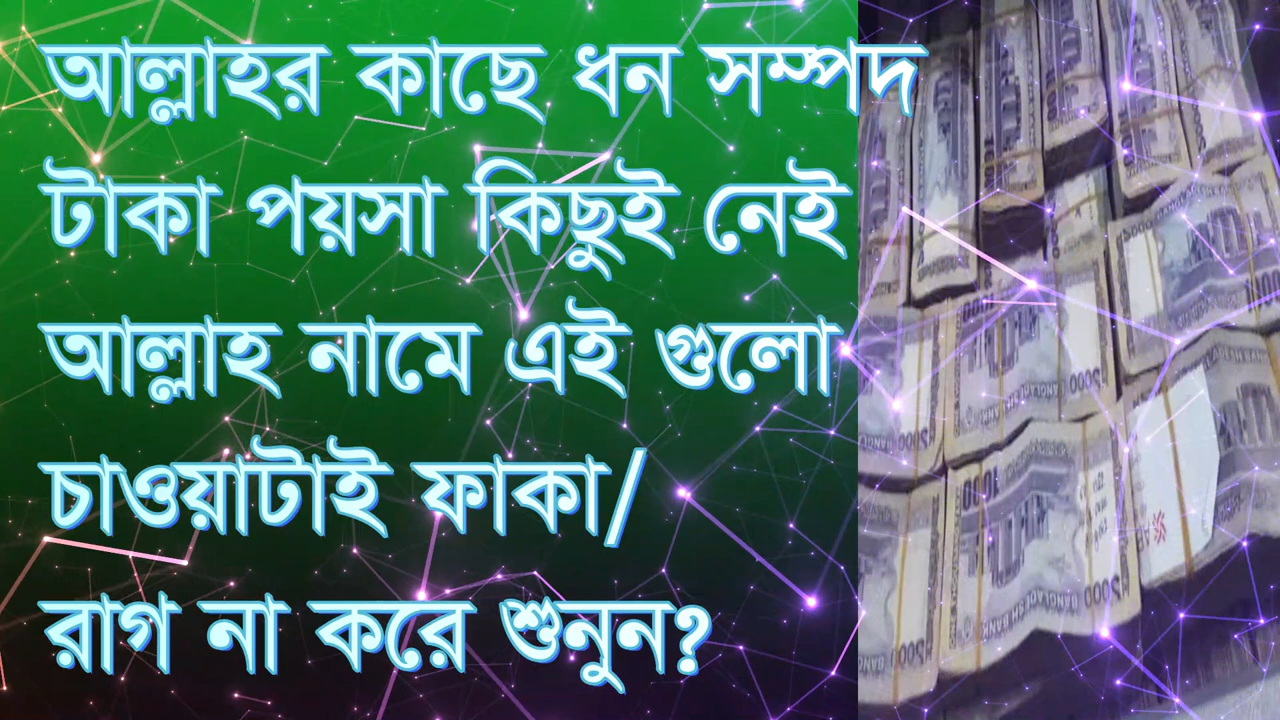 আল্লাহর কাছে ধন সম্পদ
টাকা পয়সা কিছুই নেই
আল্লাহ নামে এই গুলো
চাওয়াটাই ফাকা/
রাগ না করে শুনুন?